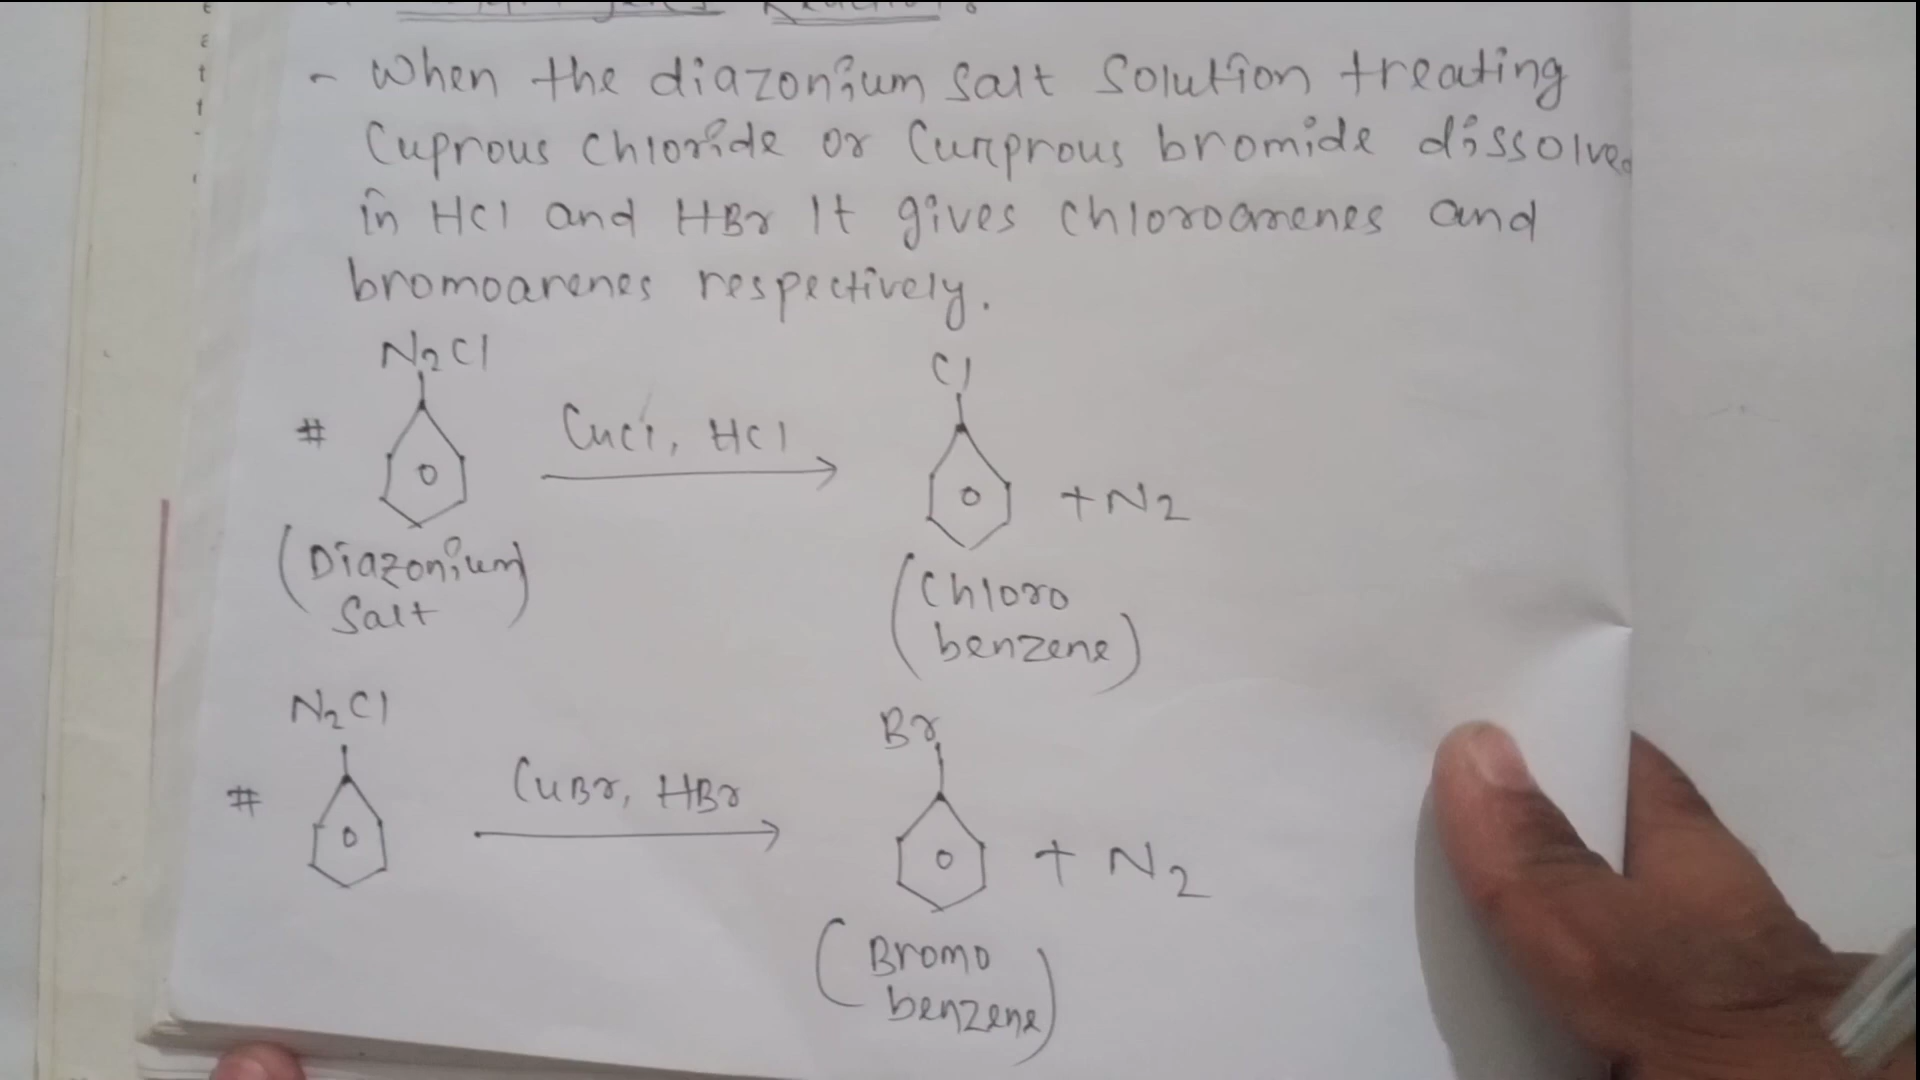 Reaction:
- When the diazonium salt solution treating
Cuprous chloride or Curprous bromide dissolved
in HCl and HBr It gives chloroarenes and
bromoarenes respectively.
N2Cl
Cl
# CuCl, HCl
+N2
(Diazonium
Salt)
(Chloro
benzene)
N2Cl
Br
# CuBr, HBr
+ N2
(Bromo
benzene)